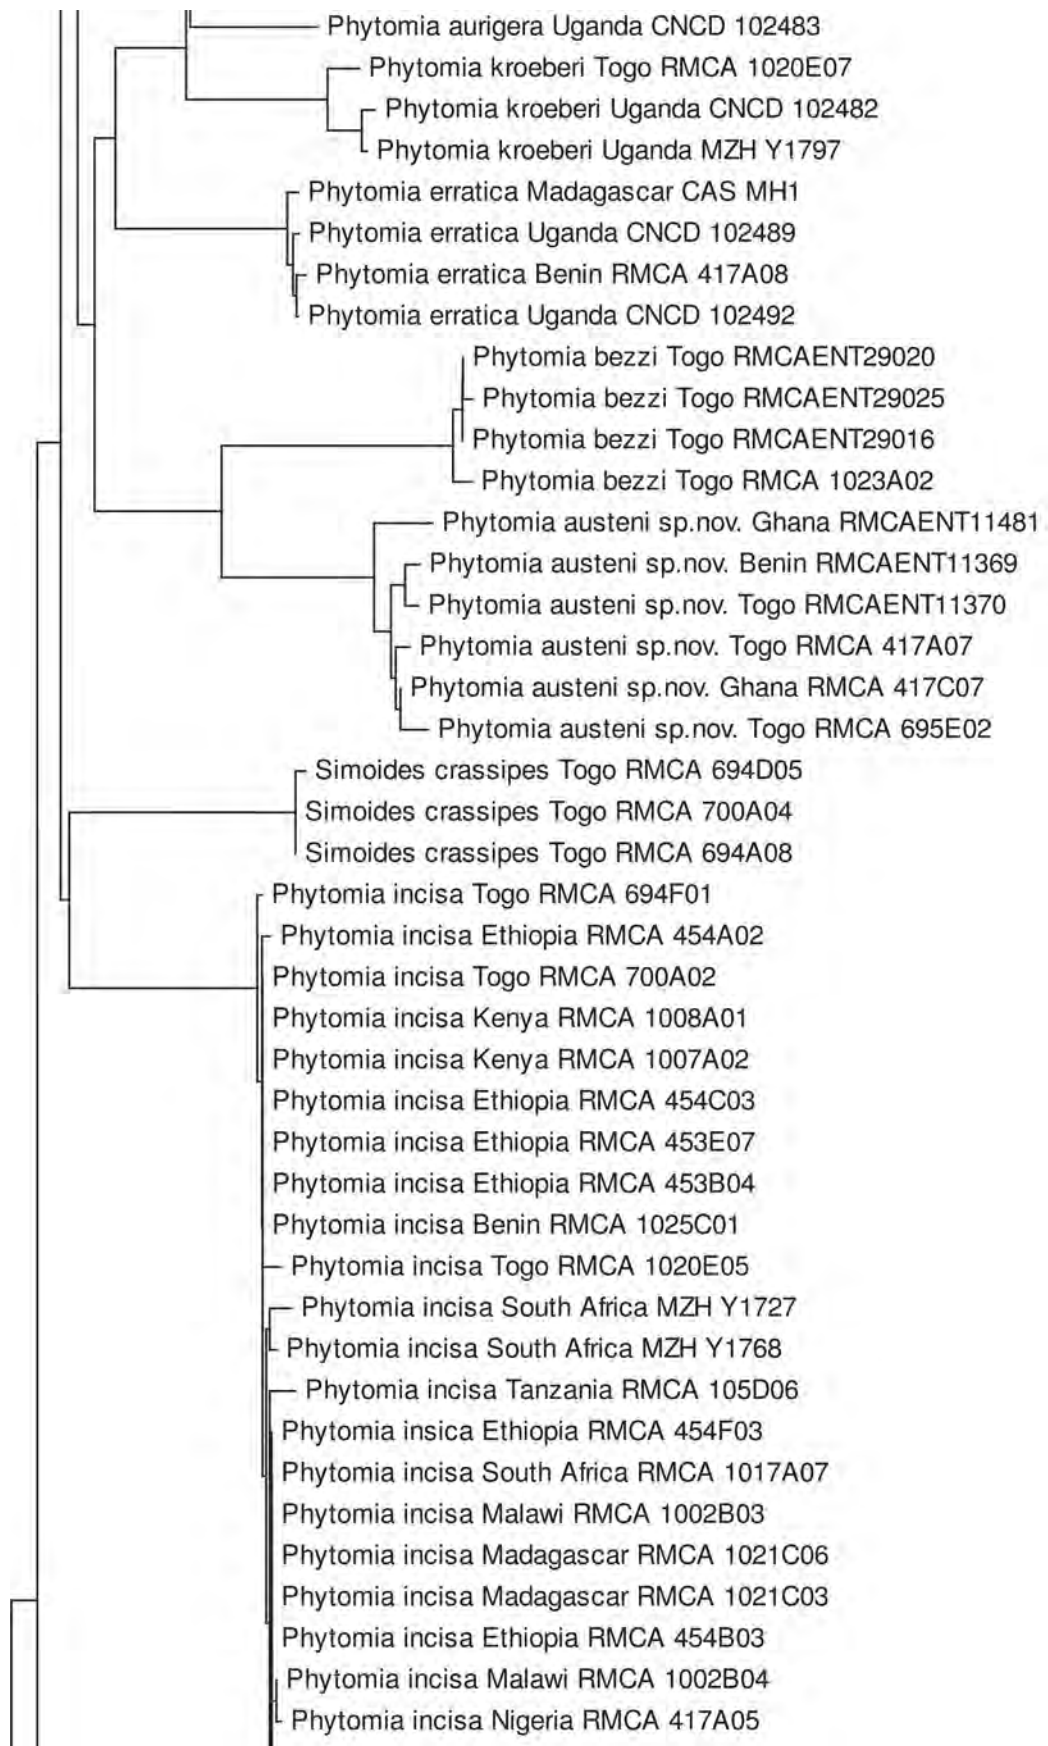 Phytomia aurigera Uganda CNCD 102483
Phytomia kroeberi Togo RMCA 1020E07
Phytomia kroeberi Uganda CNCD 102482
Phytomia kroeberi Uganda MZH Y1797
Phytomia erratica Madagascar CAS MH1
Phytomia erratica Uganda CNCD 102489
Phytomia erratica Benin RMCA 417A08
Phytomia erratica Uganda CNCD 102492
Phytomia bezzi Togo RMCAENT29020
Phytomia bezzi Togo RMCAENT29025
Phytomia bezzi Togo RMCAENT29016
Phytomia bezzi Togo RMCA 1023A02
Phytomia austeni sp.nov. Ghana RMCAENT11481
Phytomia austeni sp.nov. Benin RMCAENT11369
Phytomia austeni sp.nov. Togo RMCAENT11370
Phytomia austeni sp.nov. Togo RMCA 417A07
Phytomia austeni sp.nov. Ghana RMCA 417C07
Phytomia austeni sp.nov. Togo RMCA 695E02
Simoides crassipes Togo RMCA 694D05
Simoides crassipes Togo RMCA 700A04
Simoides crassipes Togo RMCA 694A08
Phytomia incisa Togo RMCA 694F01
Phytomia incisa Ethiopia RMCA 454A02
Phytomia incisa Togo RMCA 700A02
Phytomia incisa Kenya RMCA 1008A01
Phytomia incisa Kenya RMCA 1007A02
Phytomia incisa Ethiopia RMCA 454C03
Phytomia incisa Ethiopia RMCA 453E07
Phytomia incisa Ethiopia RMCA 453B04
Phytomia incisa Benin RMCA 1025C01
Phytomia incisa Togo RMCA 1020E05
Phytomia incisa South Africa MZH Y1727
Phytomia incisa South Africa MZH Y1768
Phytomia incisa Tanzania RMCA 105D06
Phytomia insica Ethiopia RMCA 454F03
Phytomia incisa South Africa RMCA 1017A07
Phytomia incisa Malawi RMCA 1002B03
Phytomia incisa Madagascar RMCA 1021C06
Phytomia incisa Madagascar RMCA 1021C03
Phytomia incisa Ethiopia RMCA 454B03
Phytomia incisa Malawi RMCA 1002B04
Phytomia incisa Nigeria RMCA 417A05